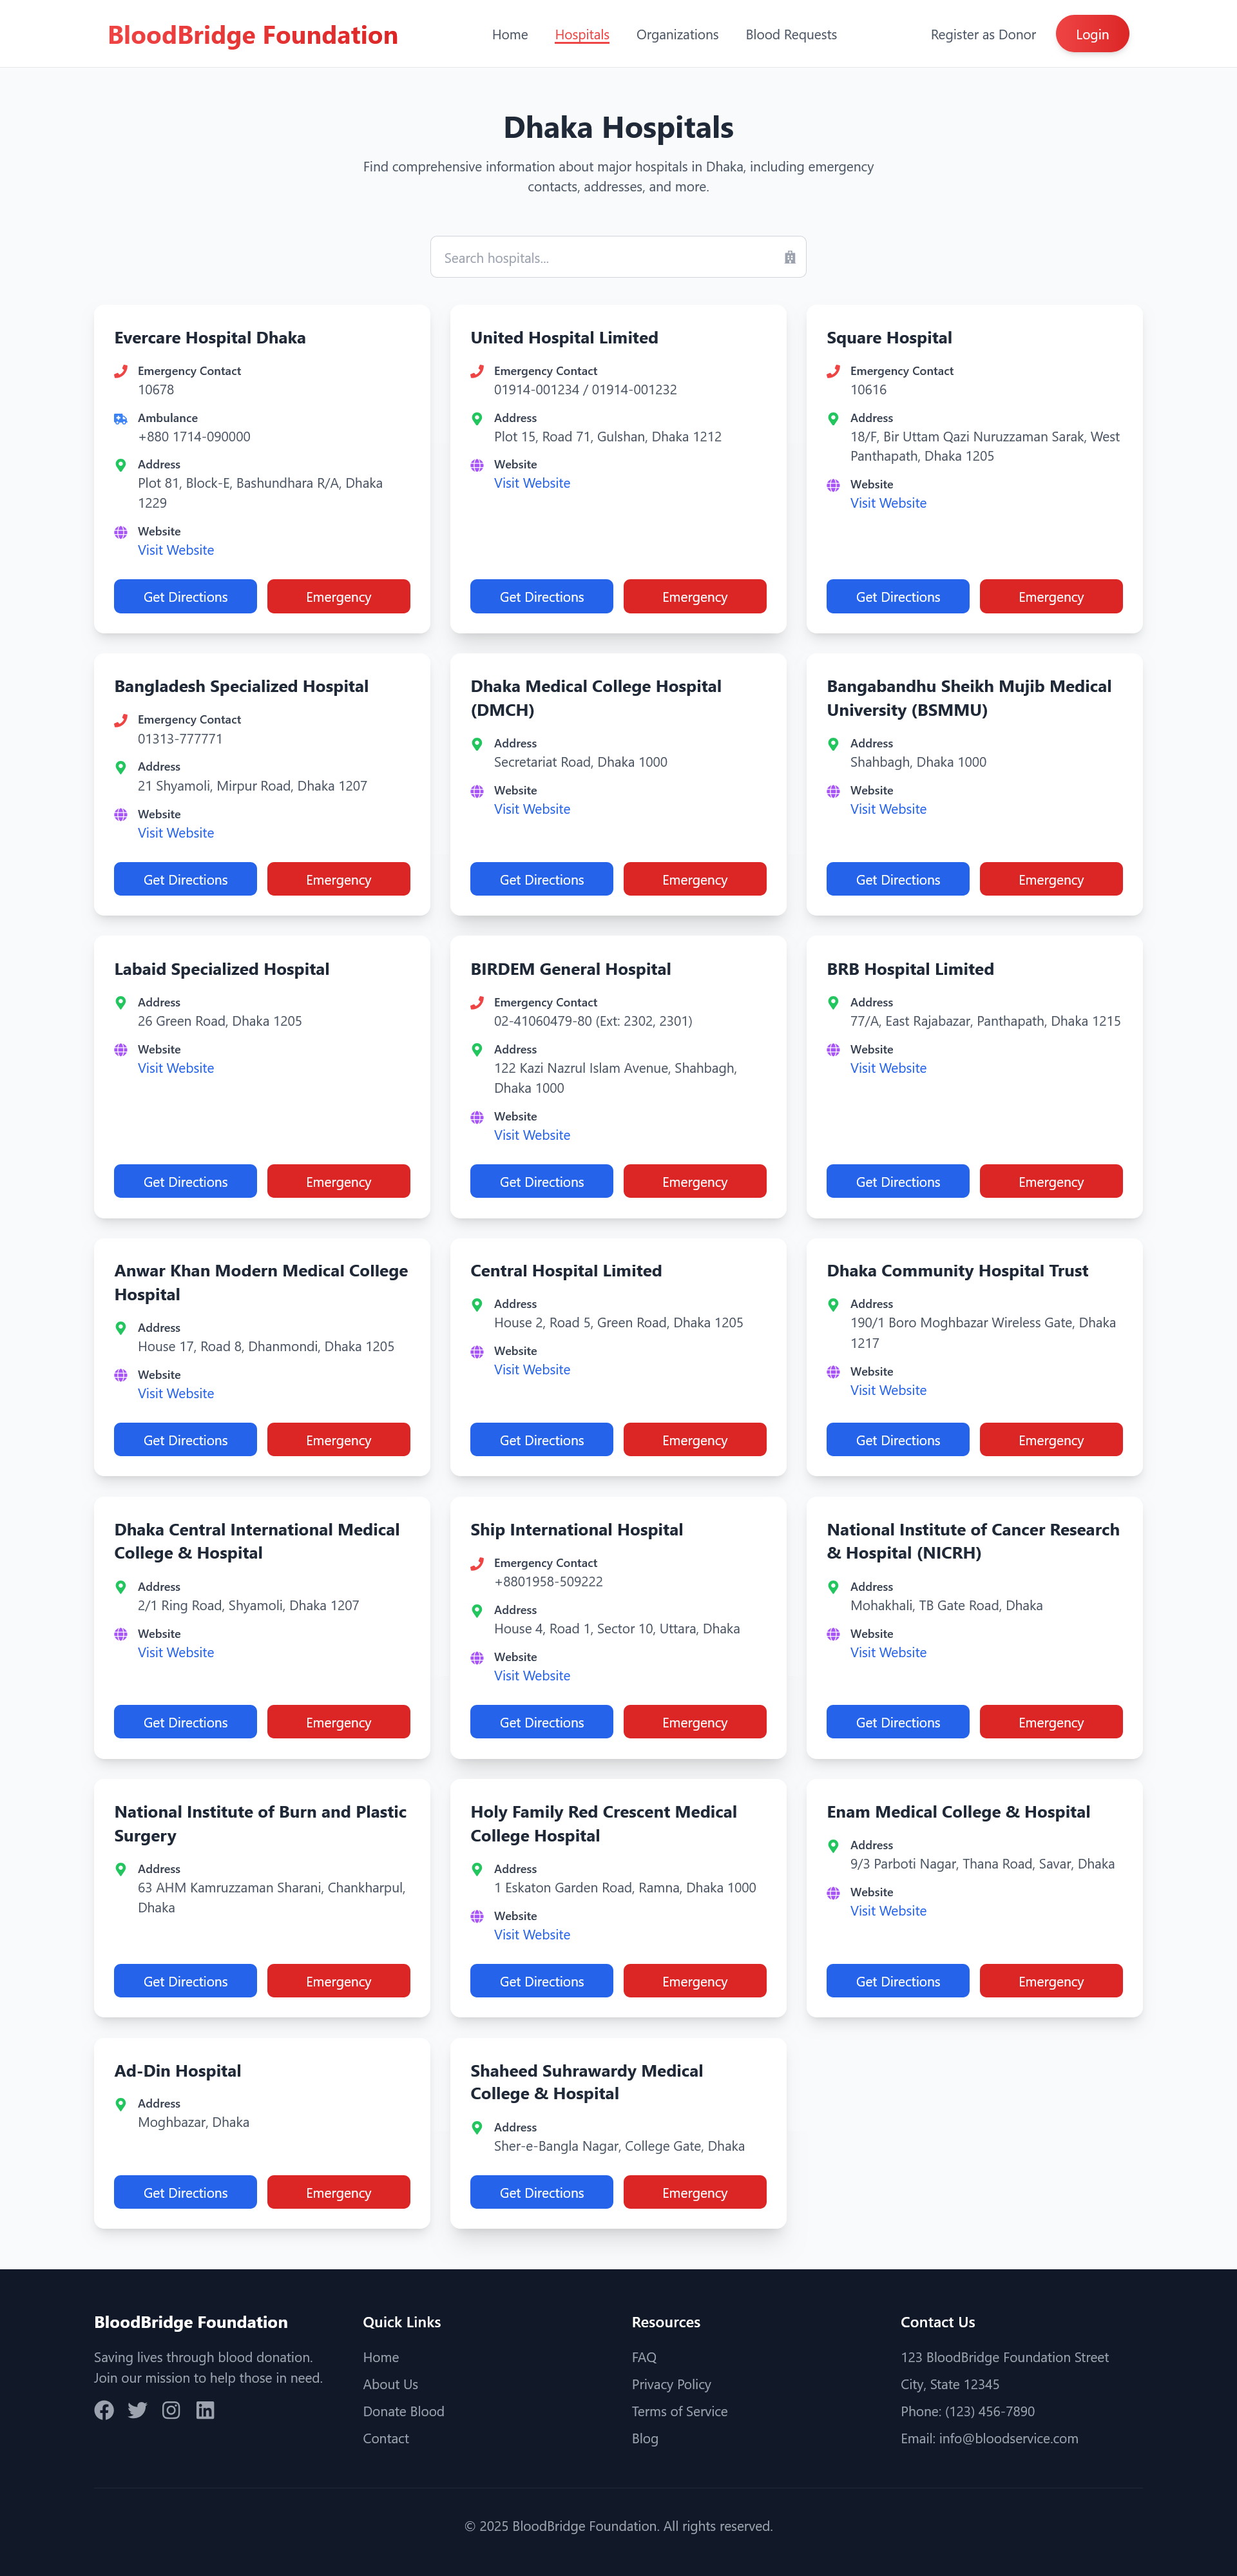 BloodBridge Foundation
Home
Hospitals
Organizations
Blood Requests
Register as Donor
Login
Dhaka Hospitals
Find comprehensive information about major hospitals in Dhaka, including emergency
contacts, addresses, and more.
Search hospitals...
Evercare Hospital Dhaka
Emergency Contact
10678
Ambulance
+880 1714-090000
Address
Plot 81, Block-E, Bashundhara R/A, Dhaka
1229
Website
Visit Website
Get Directions
Emergency
United Hospital Limited
Emergency Contact
01914-001234 / 01914-001232
Address
Plot 15, Road 71, Gulshan, Dhaka 1212
Website
Visit Website
Get Directions
Emergency
Square Hospital
Emergency Contact
10616
Address
18/F, Bir Uttam Qazi Nuruzzaman Sarak, West
Panthapath, Dhaka 1205
Website
Visit Website
Get Directions
Emergency
Bangladesh Specialized Hospital
Emergency Contact
01313-777771
Address
21 Shyamoli, Mirpur Road, Dhaka 1207
Website
Visit Website
Get Directions
Emergency
Dhaka Medical College Hospital
(DMCH)
Address
Secretariat Road, Dhaka 1000
Website
Visit Website
Get Directions
Emergency
Bangabandhu Sheikh Mujib Medical
University (BSMMU)
Address
Shahbagh, Dhaka 1000
Website
Visit Website
Get Directions
Emergency
Labaid Specialized Hospital
Address
26 Green Road, Dhaka 1205
Website
Visit Website
Get Directions
Emergency
BIRDEM General Hospital
Emergency Contact
02-41060479-80 (Ext: 2302, 2301)
Address
122 Kazi Nazrul Islam Avenue, Shahbagh,
Dhaka 1000
Website
Visit Website
Get Directions
Emergency
BRB Hospital Limited
Address
77/A, East Rajabazar, Panthapath, Dhaka 1215
Website
Visit Website
Get Directions
Emergency
Anwar Khan Modern Medical College
Hospital
Address
House 17, Road 8, Dhanmondi, Dhaka 1205
Website
Visit Website
Get Directions
Emergency
Central Hospital Limited
Address
House 2, Road 5, Green Road, Dhaka 1205
Website
Visit Website
Get Directions
Emergency
Dhaka Community Hospital Trust
Address
190/1 Boro Moghbazar Wireless Gate, Dhaka
1217
Website
Visit Website
Get Directions
Emergency
Dhaka Central International Medical
College & Hospital
Address
2/1 Ring Road, Shyamoli, Dhaka 1207
Website
Visit Website
Get Directions
Emergency
Ship International Hospital
Emergency Contact
+8801958-509222
Address
House 4, Road 1, Sector 10, Uttara, Dhaka
Website
Visit Website
Get Directions
Emergency
National Institute of Cancer Research
& Hospital (NICRH)
Address
Mohakhali, TB Gate Road, Dhaka
Website
Visit Website
Get Directions
Emergency
National Institute of Burn and Plastic
Surgery
Address
63 AHM Kamruzzaman Sharani, Chankharpul,
Dhaka
Get Directions
Emergency
Holy Family Red Crescent Medical
College Hospital
Address
1 Eskaton Garden Road, Ramna, Dhaka 1000
Website
Visit Website
Get Directions
Emergency
Enam Medical College & Hospital
Address
9/3 Parboti Nagar, Thana Road, Savar, Dhaka
Website
Visit Website
Get Directions
Emergency
Ad-Din Hospital
Address
Moghbazar, Dhaka
Get Directions
Emergency
Shaheed Suhrawardy Medical
College & Hospital
Address
Sher-e-Bangla Nagar, College Gate, Dhaka
Get Directions
Emergency
BloodBridge Foundation
Saving lives through blood donation.
Join our mission to help those in need.
Quick Links
Home
About Us
Donate Blood
Contact
Resources
FAQ
Privacy Policy
Terms of Service
Blog
Contact Us
123 BloodBridge Foundation Street
City, State 12345
Phone: (123) 456-7890
Email: info@bloodservice.com
© 2025 BloodBridge Foundation. All rights reserved.